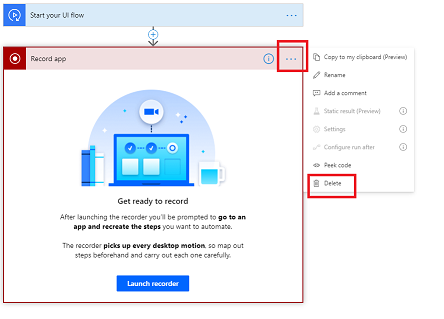 Start your UI flow
Record app
Copy to my clipboard (Preview)
Rename
Add a comment
Static result (Preview)
Settings
Configure run after
Peek code
Delete
Get ready to record
After launching the recorder you'll be prompted to go to an
app and recreate the steps you want to automate.
The recorder picks up every desktop motion, so map out
steps beforehand and carry out each one carefully.
Launch recorder